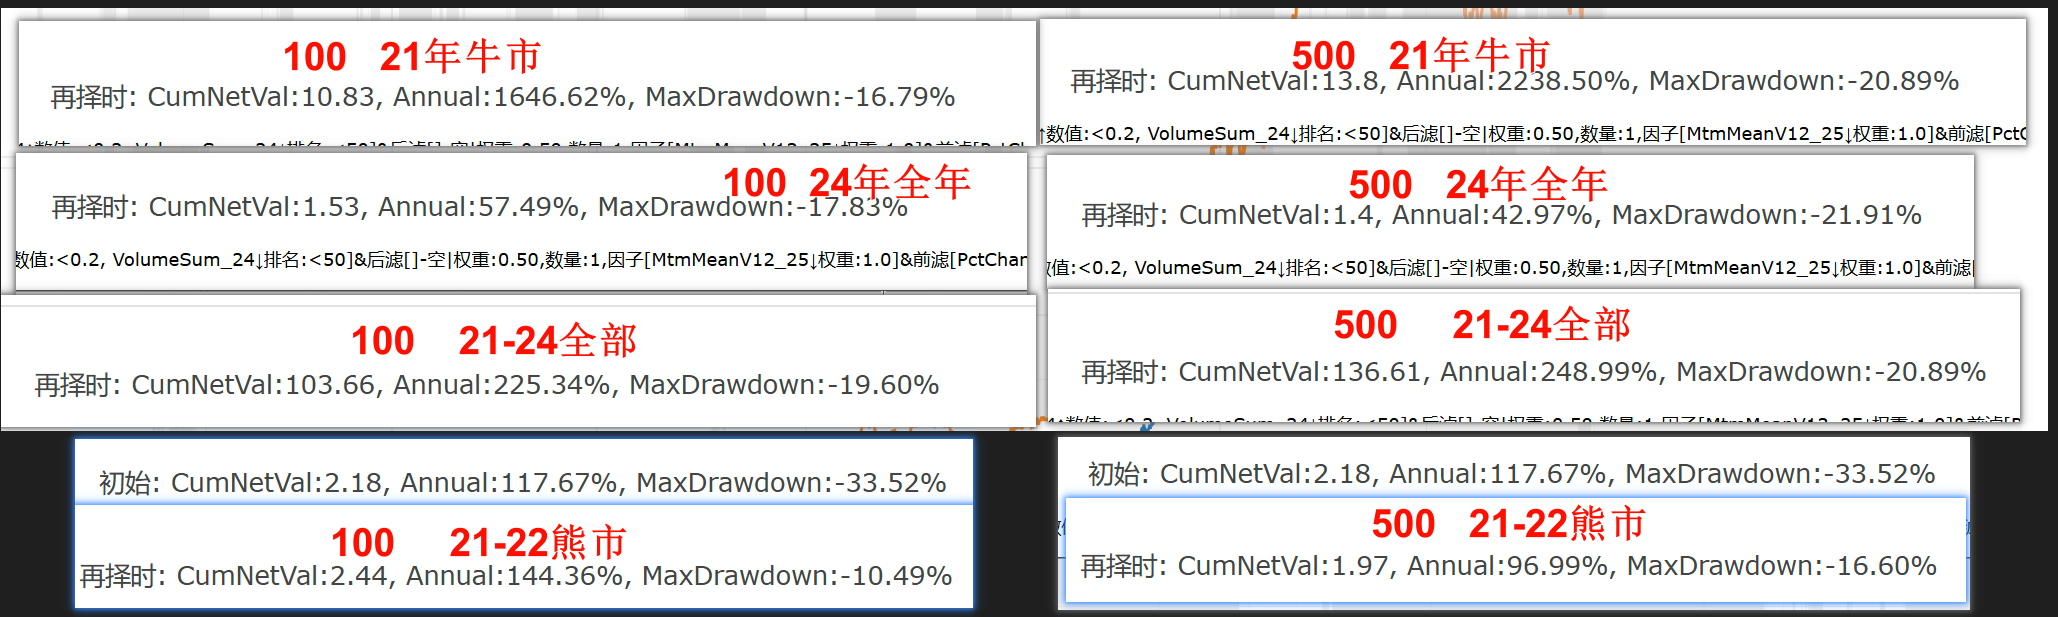 100 21年牛市
再择时: CumNetVal:10.83, Annual:1646.62%, MaxDrawdown:-16.79%
500 21年牛市
再择时: CumNetVal:13.8, Annual:2238.50%, MaxDrawdown:-20.89%
↑数值:<0.2, VolumeSum_24↓排名:<50]&后滤[]-空|权重:0.50,数量:1,因子[MtmMeanV12_25↓权重:1.0]&前滤[PctC
100 24年全年
再择时: CumNetVal:1.53, Annual:57.49%, MaxDrawdown:-17.83%
数值:<0.2, VolumeSum_24↓排名:<50]&后滤[]-空|权重:0.50,数量:1,因子[MtmMeanV12_25↓权重:1.0]&前滤[PctChan
500 24年全年
再择时: CumNetVal:1.4, Annual:42.97%, MaxDrawdown:-21.91%
值:<0.2, VolumeSum_24↓排名:<50]&后滤[]-空|权重:0.50,数量:1,因子[MtmMeanV12_25↓权重:1.0]&前滤[
100 21-24全部
再择时: CumNetVal:103.66, Annual:225.34%, MaxDrawdown:-19.60%
500 21-24全部
再择时: CumNetVal:136.61, Annual:248.99%, MaxDrawdown:-20.89%
初始: CumNetVal:2.18, Annual:117.67%, MaxDrawdown:-33.52%
100 21-22熊市
再择时: CumNetVal:2.44, Annual:144.36%, MaxDrawdown:-10.49%
初始: CumNetVal:2.18, Annual:117.67%, MaxDrawdown:-33.52%
500 21-22熊市
再择时: CumNetVal:1.97, Annual:96.99%, MaxDrawdown:-16.60%